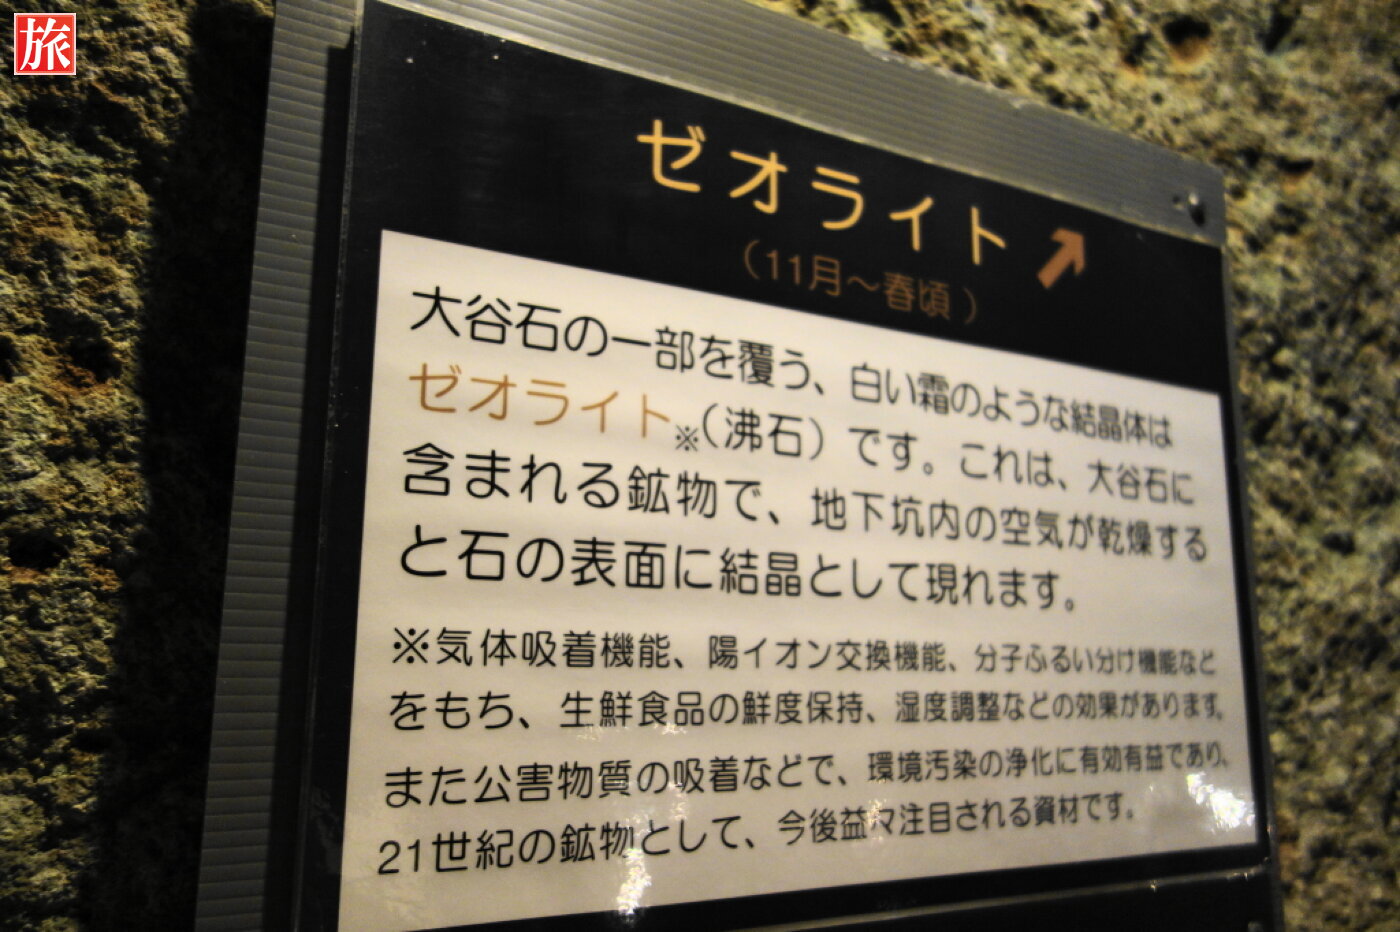 旅
ゼオライト↗
（11月～春頃）
大谷石の一部を覆う、白い霜のような結晶体は
ゼオライト※（沸石）です。これは、大谷石に
含まれる鉱物で、地下坑内の空気が乾燥する
と石の表面に結晶として現れます。
※気体吸着機能、陽イオン交換機能、分子ふるい分け機能など
をもち、生鮮食品の鮮度保持、湿度調整などの効果があります。
また公害物質の吸着などで、環境汚染の浄化に有効有益であり、
21世紀の鉱物として、今後益々注目される資材です。